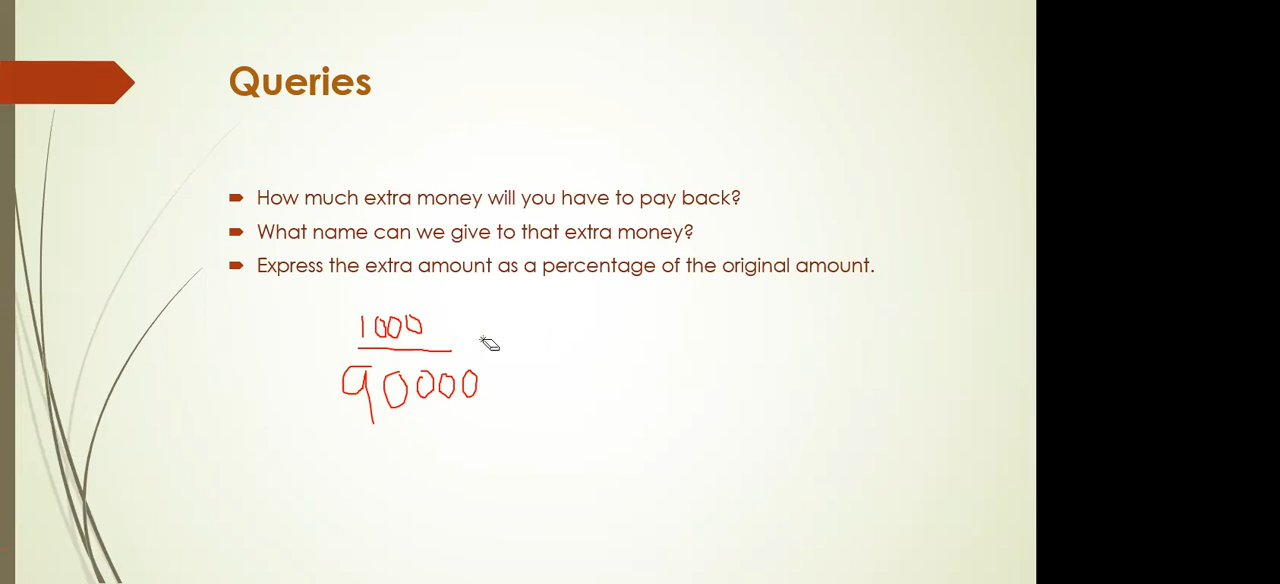 Queries
How much extra money will you have to pay back?
What name can we give to that extra money?
Express the extra amount as a percentage of the original amount.
1000
90000